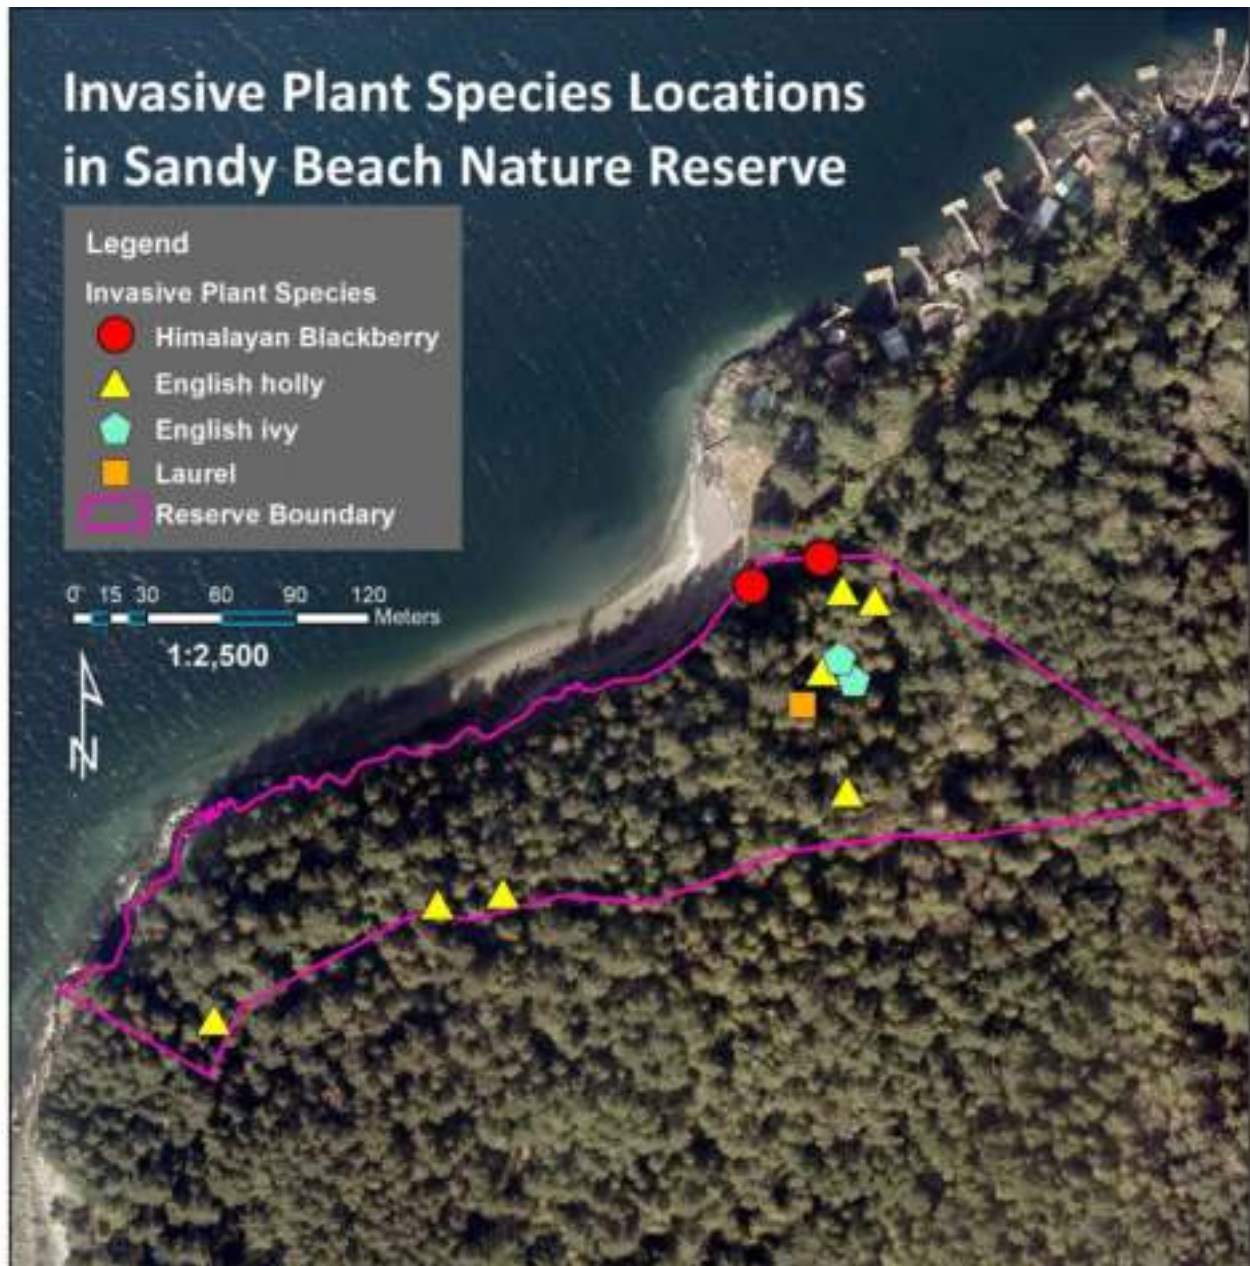 Invasive Plant Species Locations
in Sandy Beach Nature Reserve
Legend
Invasive Plant Species
Himalayan Blackberry
English holly
English ivy
Laurel
Reserve Boundary
0 15 30 60 90 120
Meters
1:2,500
N